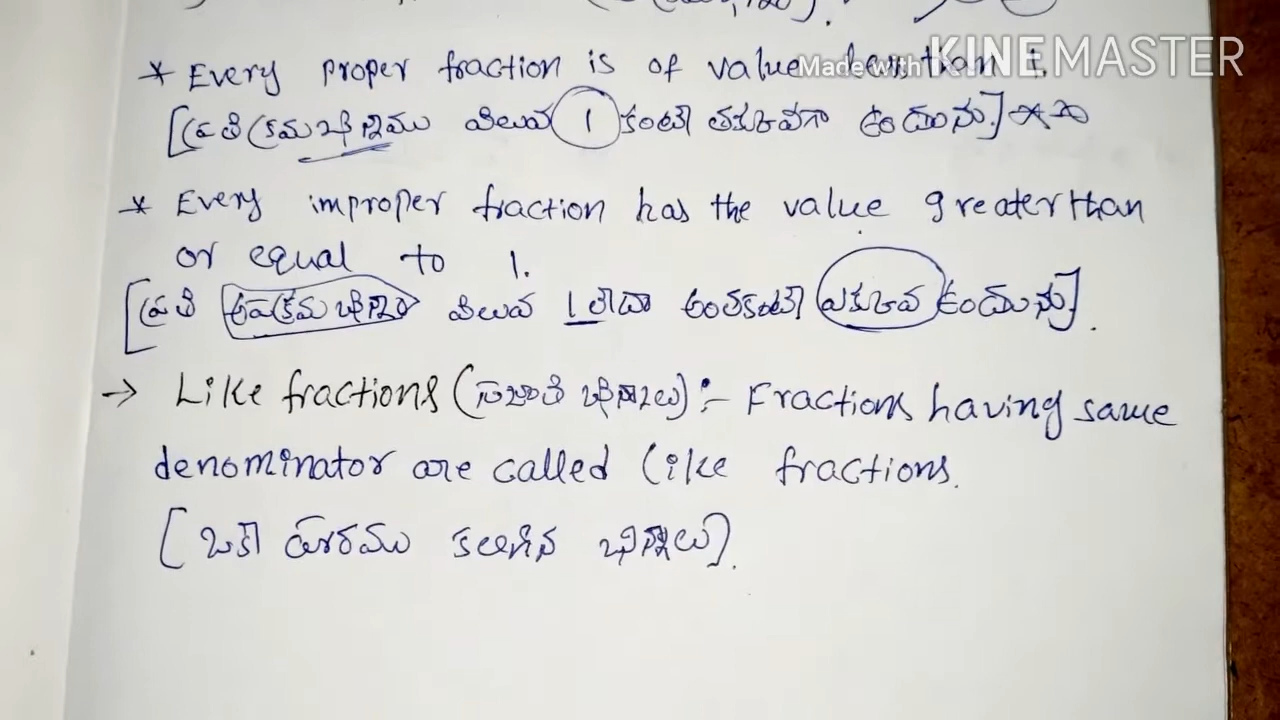 * Every proper fraction is of value less than 1.
Made with KINEMASTER
[ప్రతి క్రమభిన్నము విలువ 1 కంటే తక్కువగా ఉండును]
* Every improper fraction has the value greater than
or equal to 1.
[ప్రతి అపక్రమభిన్నం విలువ 1 లేదా అంతకంటే ఎక్కువ ఉండును].
→ Like fractions (సజాతి భిన్నాలు) :- Fractions having same
denominator are called like fractions.
[ఒకే హారము కలిగిన భిన్నాలు].